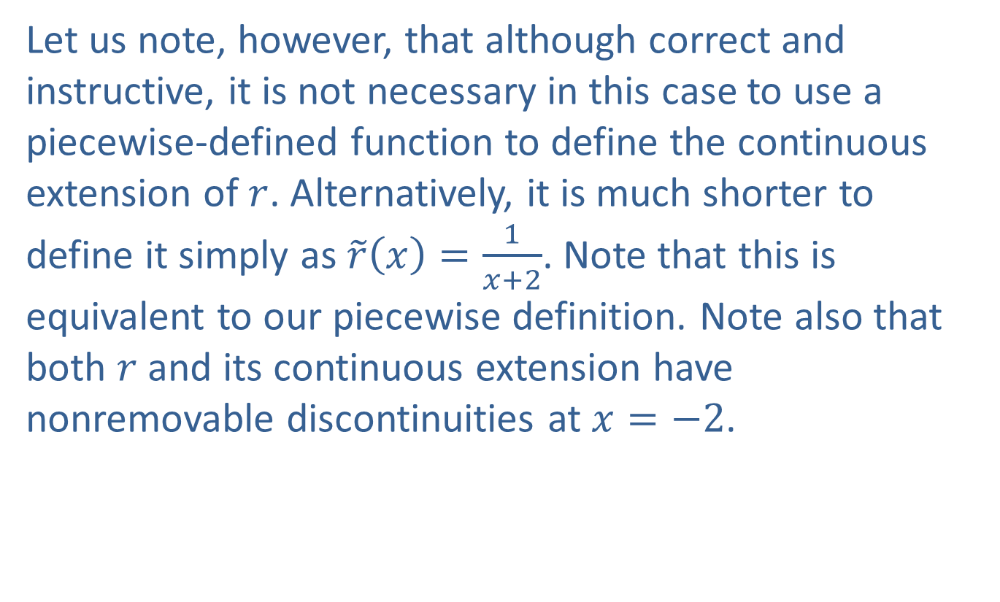 Let us note, however, that although correct and
instructive, it is not necessary in this case to use a
piecewise-defined function to define the continuous
extension of r. Alternatively, it is much shorter to
define it simply as r̃(x) = 1/(x+2). Note that this is
equivalent to our piecewise definition. Note also that
both r and its continuous extension have
nonremovable discontinuities at x = −2.